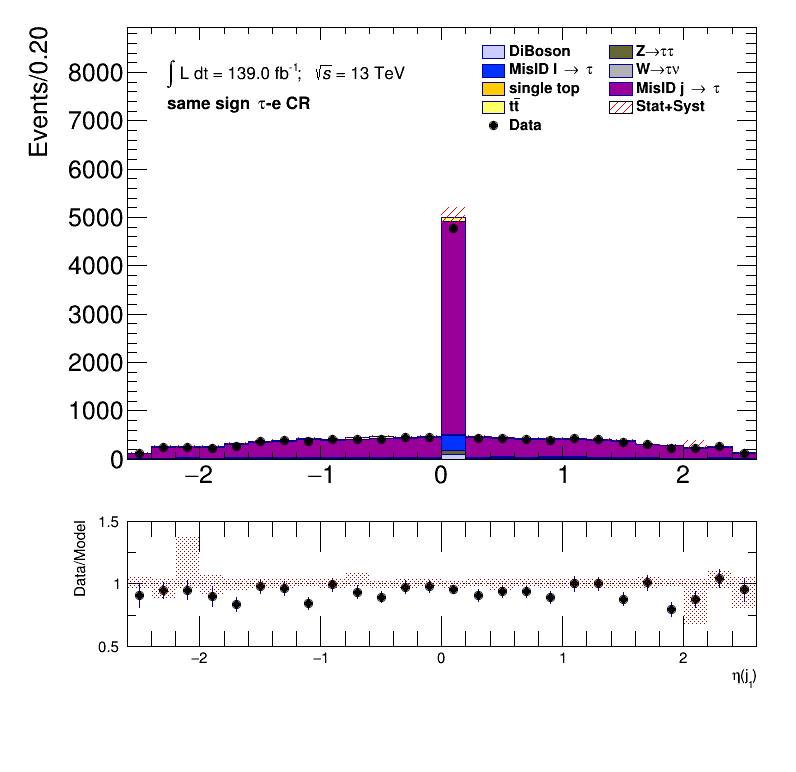 Events/0.20
8000
7000
6000
5000
4000
3000
2000
1000
0
∫ L dt = 139.0 fb⁻¹; √s = 13 TeV
same sign τ-e CR
DiBoson
MisID l → τ
single top
tt̄
Data
Z→ττ
W→τν
MisID j → τ
Stat+Syst
−2 −1 0 1 2
Data/Model
1.5
1
0.5
−2 −1 0 1 2
η(j₁)